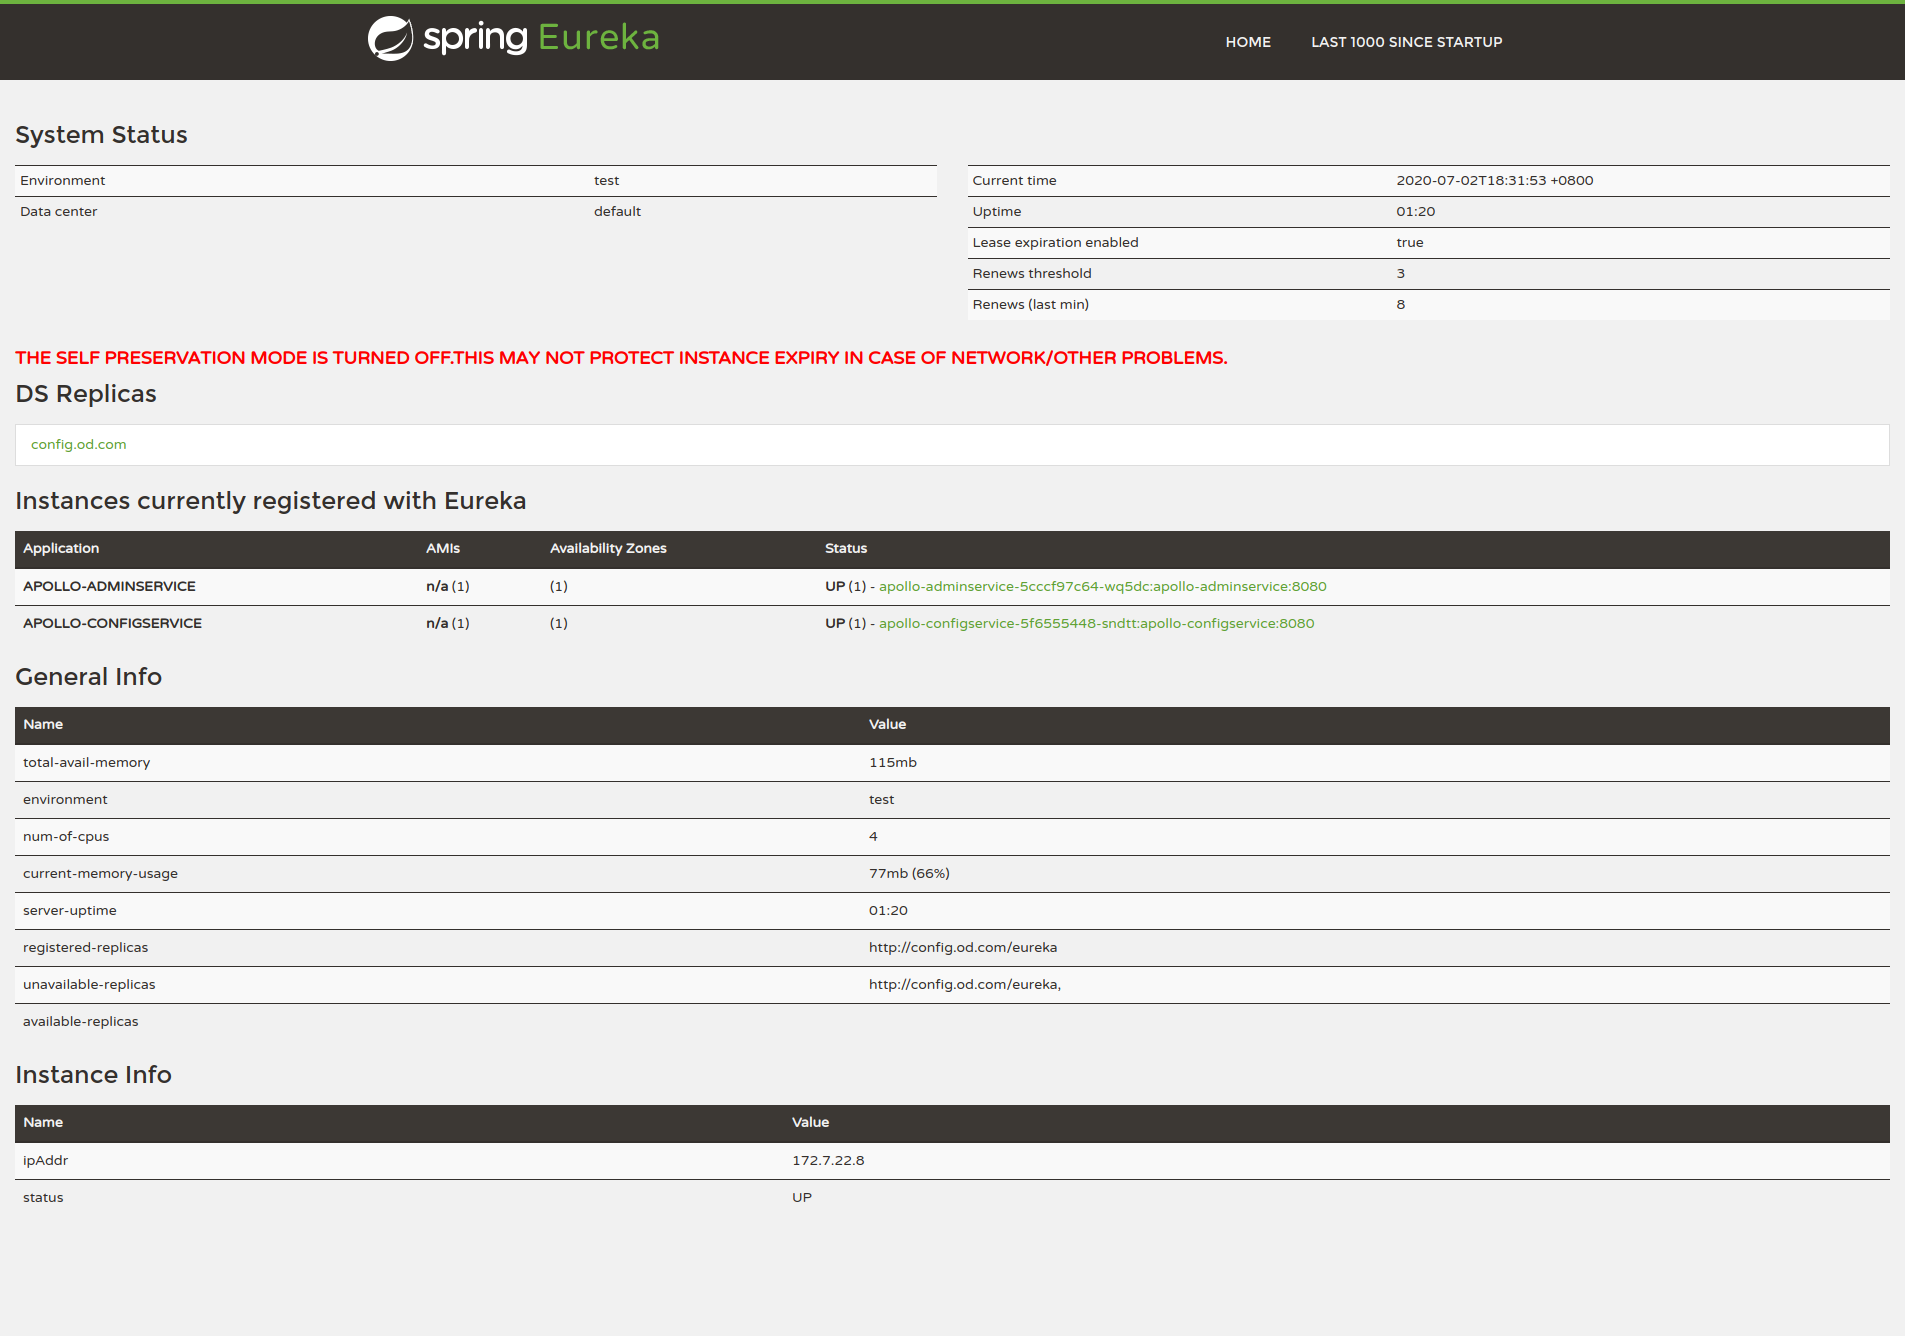 spring Eureka
HOME LAST 1000 SINCE STARTUP
System Status
Environment test
Data center default
Current time 2020-07-02T18:31:53 +0800
Uptime 01:20
Lease expiration enabled true
Renews threshold 3
Renews (last min) 8
THE SELF PRESERVATION MODE IS TURNED OFF.THIS MAY NOT PROTECT INSTANCE EXPIRY IN CASE OF NETWORK/OTHER PROBLEMS.
DS Replicas
config.od.com
Instances currently registered with Eureka
Application AMIs Availability Zones Status
APOLLO-ADMINSERVICE n/a (1) (1) UP (1) - apollo-adminservice-5cccf97c64-wq5dc:apollo-adminservice:8080
APOLLO-CONFIGSERVICE n/a (1) (1) UP (1) - apollo-configservice-5f6555448-sndtt:apollo-configservice:8080
General Info
Name Value
total-avail-memory 115mb
environment test
num-of-cpus 4
current-memory-usage 77mb (66%)
server-uptime 01:20
registered-replicas http://config.od.com/eureka
unavailable-replicas http://config.od.com/eureka,
available-replicas
Instance Info
Name Value
ipAddr 172.7.22.8
status UP